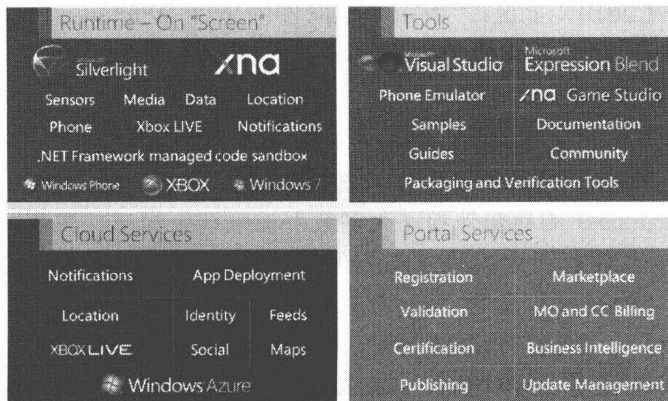 Runtime – On "Screen"
Microsoft
Silverlight
xna
Sensors Media Data Location
Phone Xbox LIVE Notifications
.NET Framework managed code sandbox
Windows Phone XBOX Windows 7
Tools
Microsoft
Visual Studio
Microsoft
Expression Blend
Phone Emulator xna Game Studio
Samples Documentation
Guides Community
Packaging and Verification Tools
Cloud Services
Notifications App Deployment
Location Identity Feeds
XBOX LIVE Social Maps
Windows Azure
Portal Services
Registration Marketplace
Validation MO and CC Billing
Certification Business Intelligence
Publishing Update Management